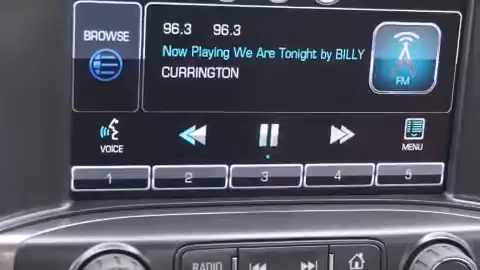 BROWSE
96.3 96.3
Now Playing We Are Tonight by BILLY
CURRINGTON
FM
VOICE
MENU
1 2 3 4 5
RADIO